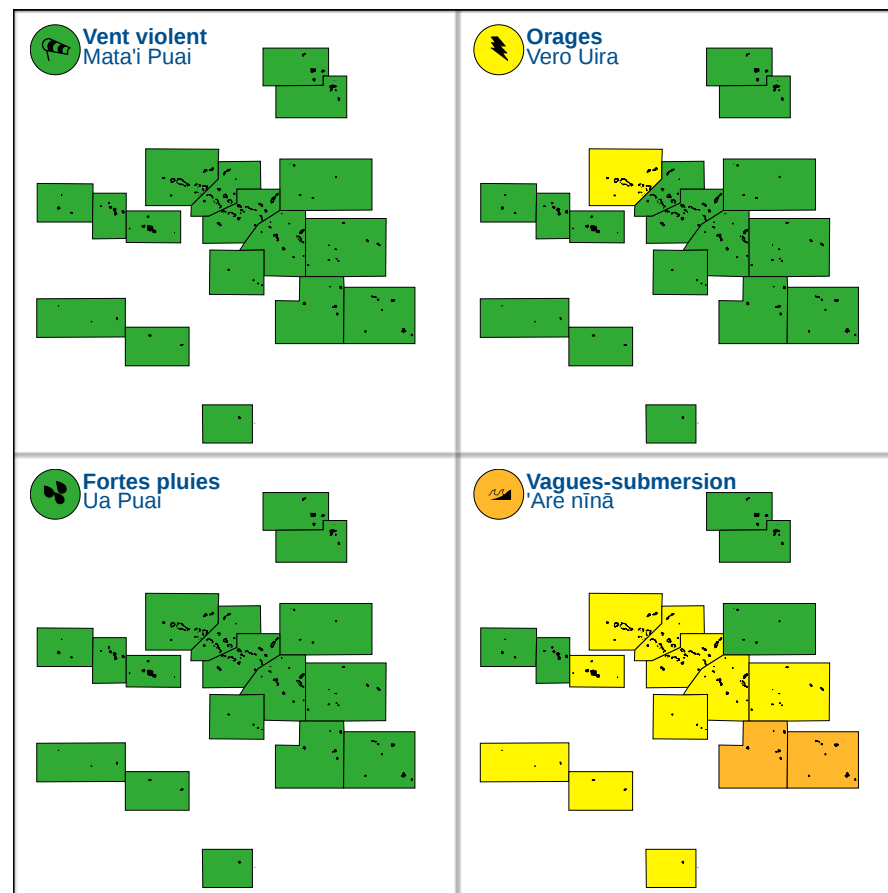 Vent violent
Mata'i Puai
Orages
Vero Uira
Fortes pluies
Ua Puai
Vagues-submersion
'Are nīnā